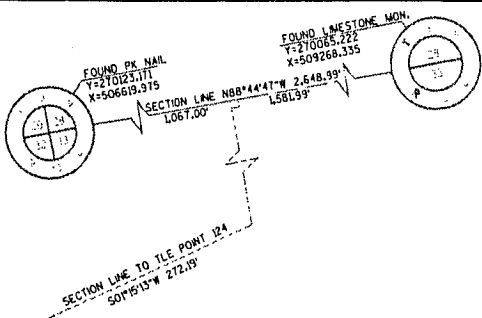 FOUND PK NAIL
Y=270123.171
X=506619.975
FOUND LIMESTONE MON.
Y=270065.222
X=509268.335
SECTION LINE N88°44'47"W 2,648.99'
1,067.00'
1,581.99'
SECTION LINE TO TLE POINT 124
S01°15'13"W 272.19'